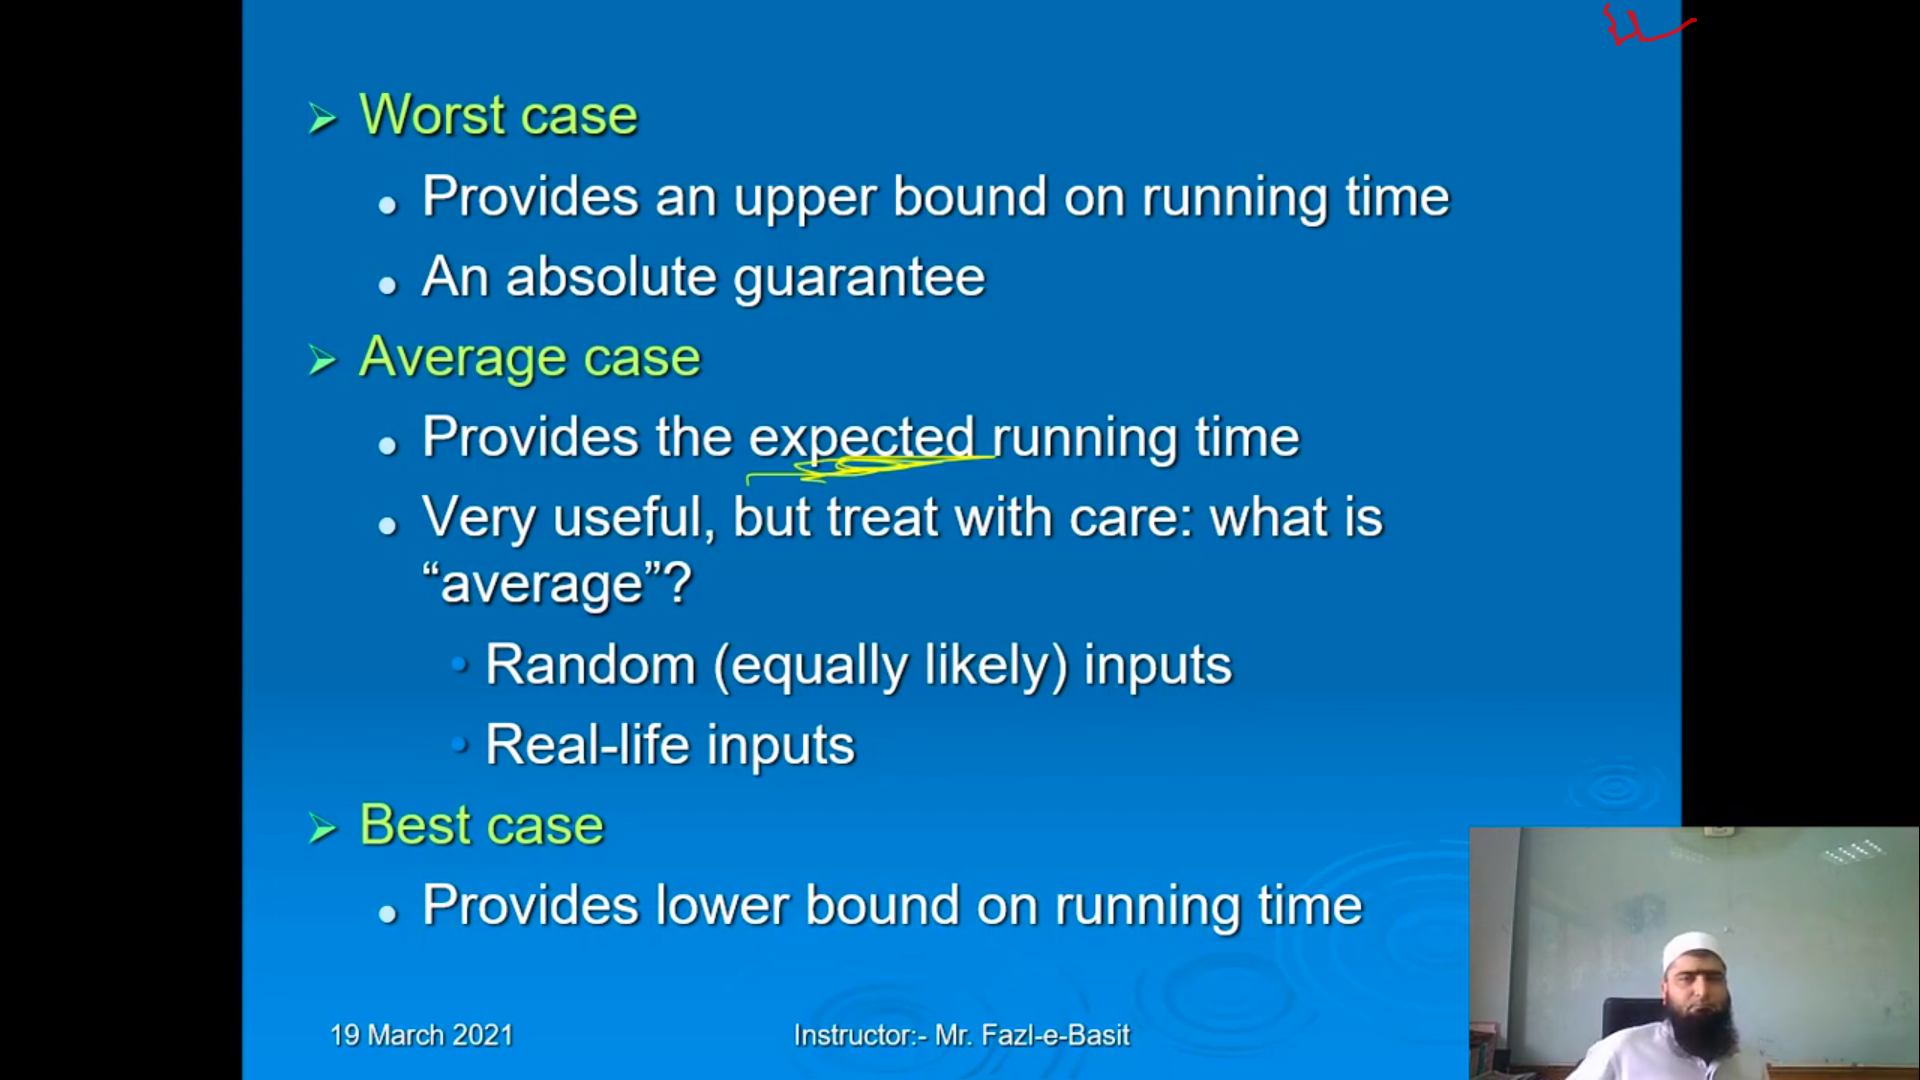 Worst case
Provides an upper bound on running time
An absolute guarantee
Average case
Provides the expected running time
Very useful, but treat with care: what is
“average”?
Random (equally likely) inputs
Real-life inputs
Best case
Provides lower bound on running time
19 March 2021
Instructor:- Mr. Fazl-e-Basit